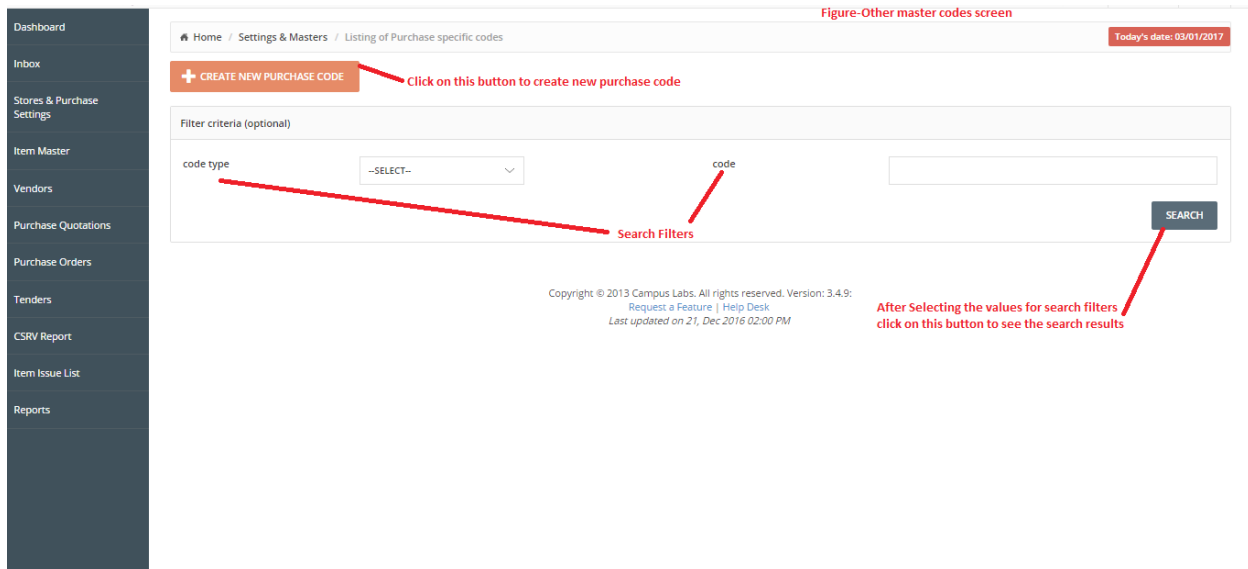 Figure-Other master codes screen
Dashboard
Home / Settings & Masters / Listing of Purchase specific codes
Today's date: 03/01/2017
Inbox
CREATE NEW PURCHASE CODE
Click on this button to create new purchase code
Stores & Purchase
Settings
Filter criteria (optional)
Item Master
code type
--SELECT--
code
Vendors
Purchase Quotations
SEARCH
Search Filters
Purchase Orders
Tenders
Copyright © 2013 Campus Labs. All rights reserved. Version: 3.4.9:
Request a Feature | Help Desk
Last updated on 21, Dec 2016 02:00 PM
After Selecting the values for search filters
click on this button to see the search results
CSRV Report
Item Issue List
Reports